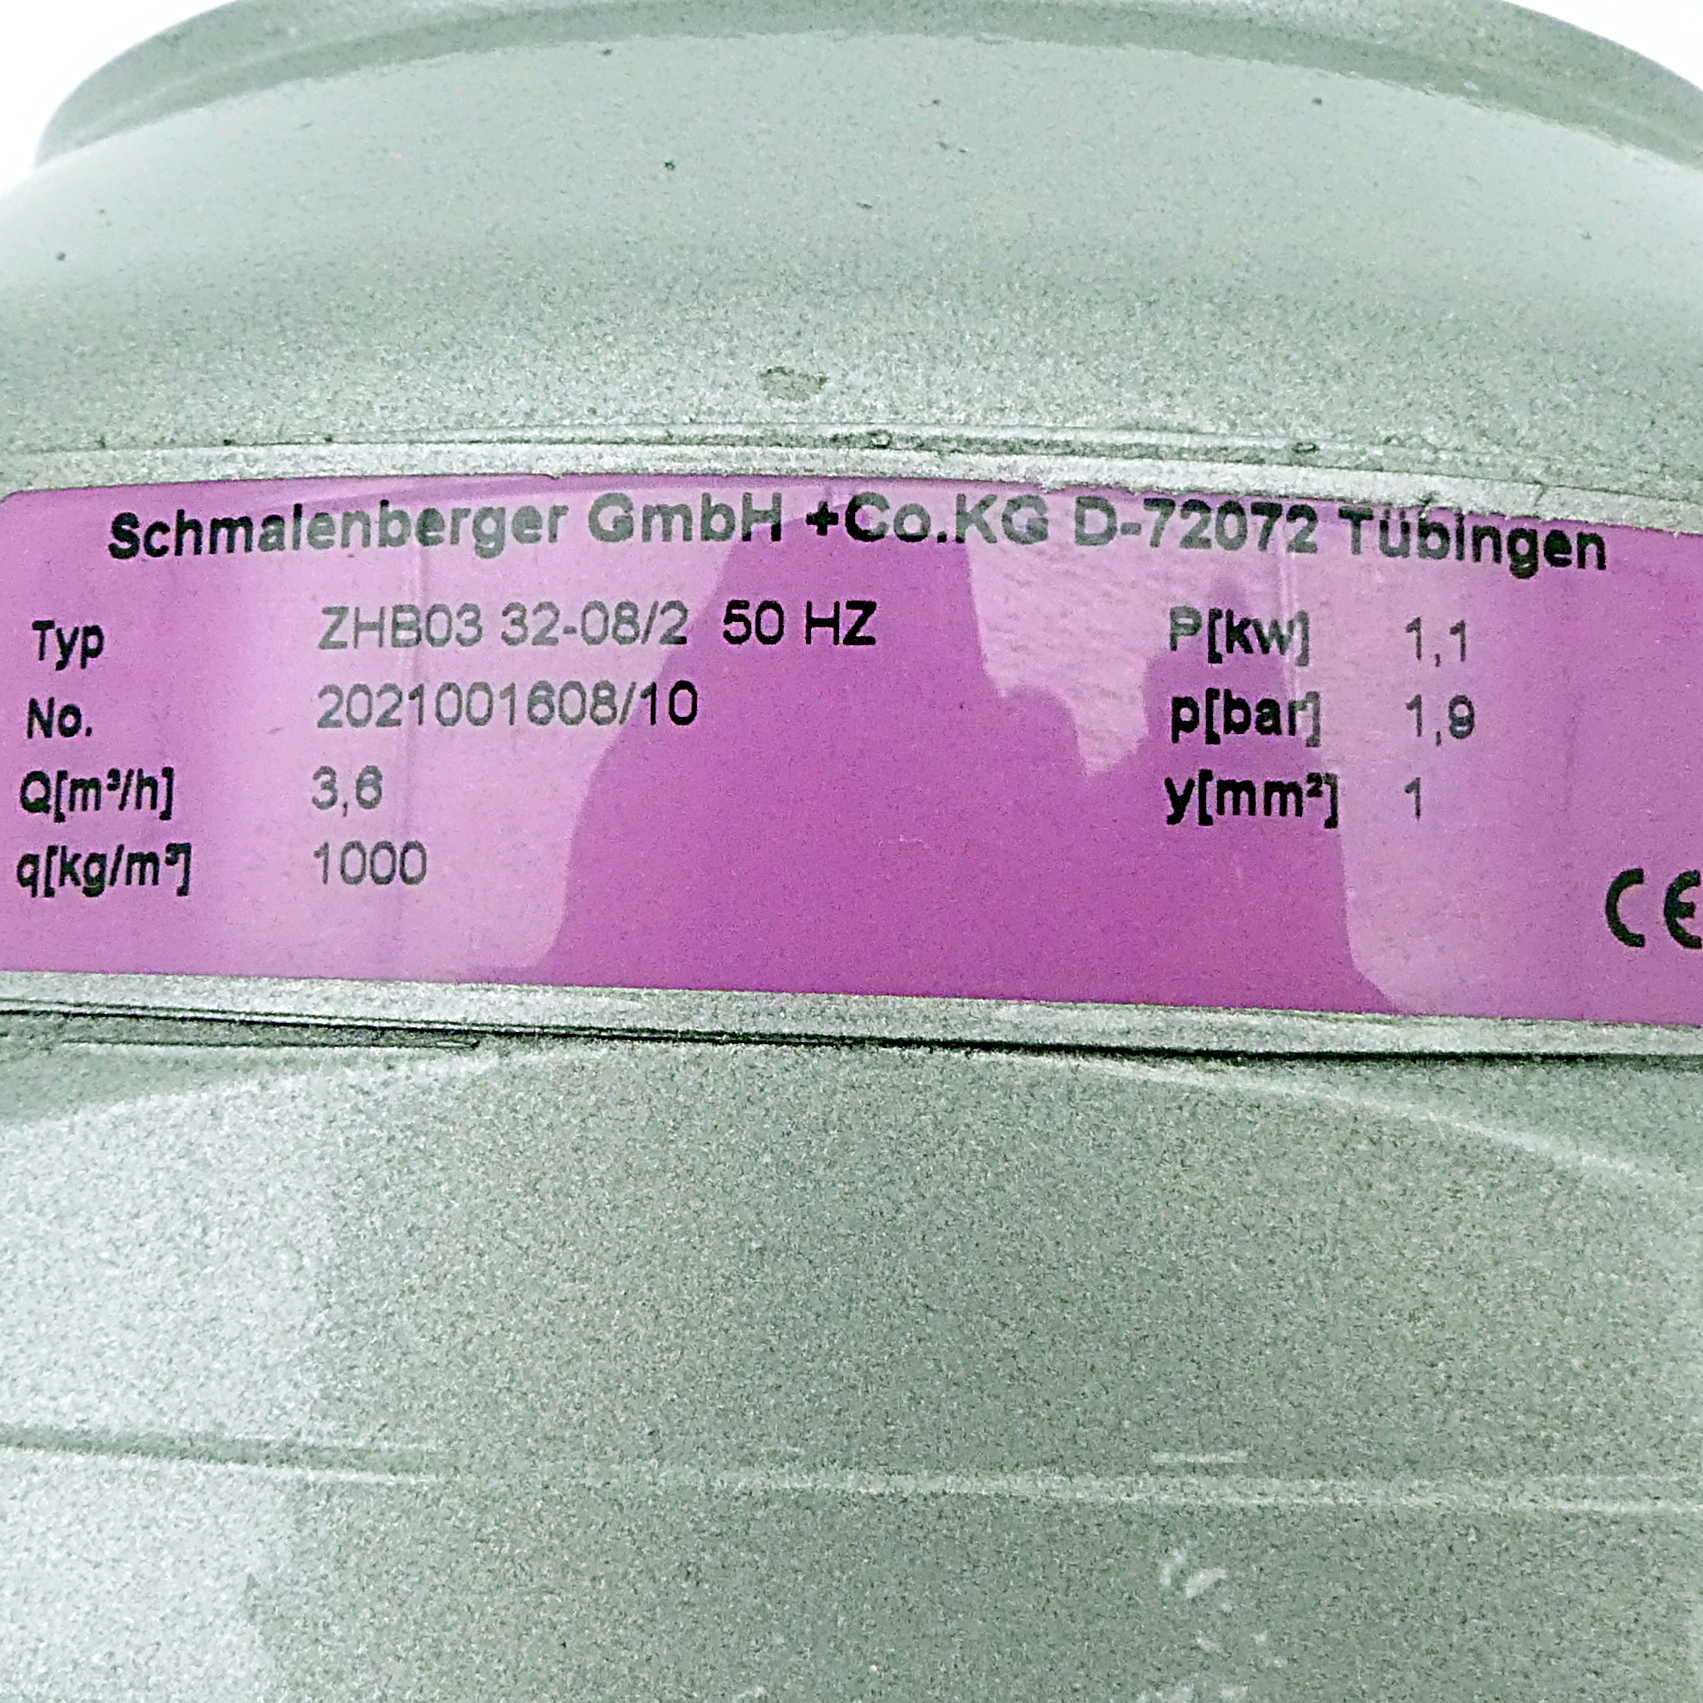 Schmalenberger GmbH +Co.KG D-72072 Tübingen
Typ ZHB03 32-08/2 50 HZ P[kw] 1,1
No. 2021001608/10 p[bar] 1,9
Q[m³/h] 3,6 y[mm²] 1
q[kg/m³] 1000
CE